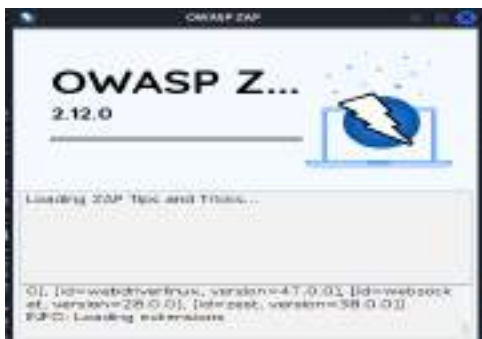 OWASP ZAP
OWASP Z...
2.12.0
Loading ZAP Tips and Tricks...
0], [id=webdriverlinux, version=47.0.0], [id=websock
et, version=28.0.0], [id=zest, version=38.0.0]]
INFO: Loading extensions